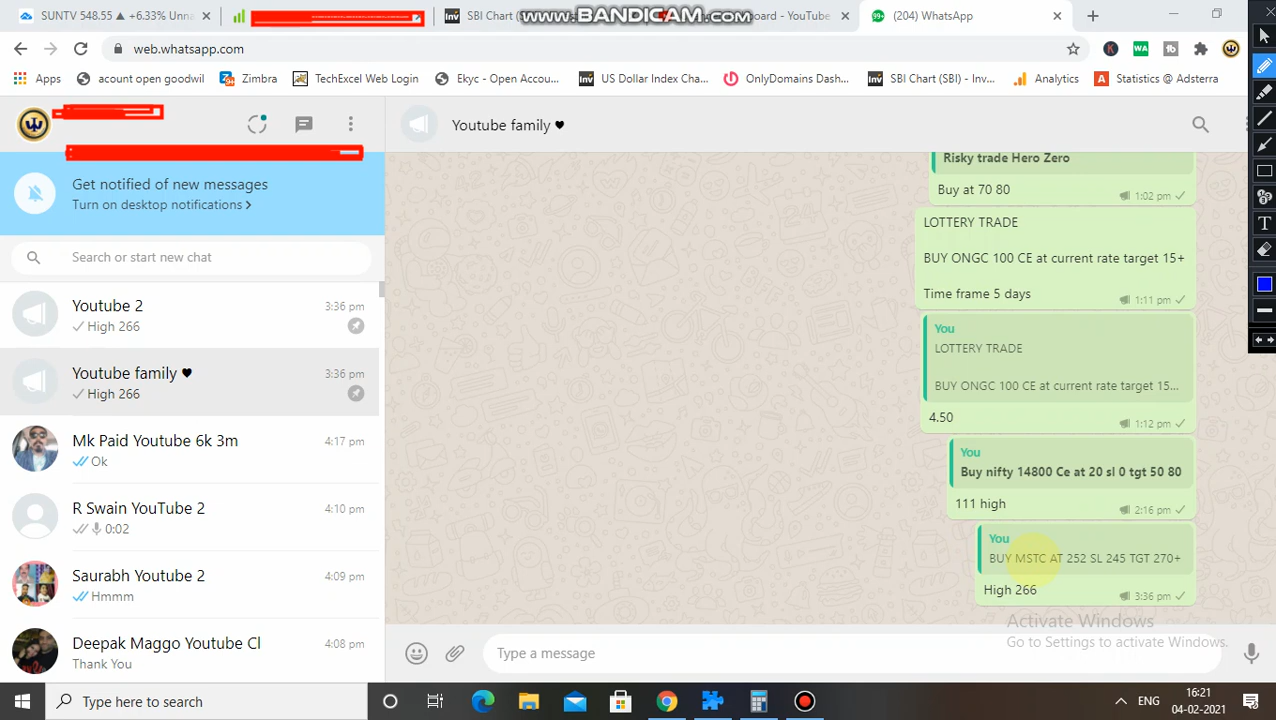 SUNTV 548.65 ▲ +6.3% Unna
SBI Chart
www.BANDICAM.com
board - YouTube
(204) WhatsApp
web.whatsapp.com
Apps
acount open goodwil
Zimbra
TechExcel Web Login
Ekyc - Open Accou...
US Dollar Index Cha...
OnlyDomains Dash...
SBI Chart (SBI) - Inv...
Analytics
Statistics @ Adsterra
Youtube family ♥
Get notified of new messages
Turn on desktop notifications >
Search or start new chat
Youtube 2
3:36 pm
High 266
Youtube family ♥
3:36 pm
High 266
Mk Paid Youtube 6k 3m
4:17 pm
Ok
R Swain YouTube 2
4:10 pm
0:02
Saurabh Youtube 2
4:09 pm
Hmmm
Deepak Maggo Youtube Cl
4:08 pm
Thank You
Risky trade Hero Zero
Buy at 70 80
1:02 pm
LOTTERY TRADE
BUY ONGC 100 CE at current rate target 15+
Time frame 5 days
1:11 pm
You
LOTTERY TRADE
BUY ONGC 100 CE at current rate target 15...
4.50
1:12 pm
You
Buy nifty 14800 Ce at 20 sl 0 tgt 50 80
111 high
2:16 pm
You
BUY MSTC AT 252 SL 245 TGT 270+
High 266
3:36 pm
Activate Windows
Go to Settings to activate Windows.
Type a message
Type here to search
ENG
16:21
04-02-2021